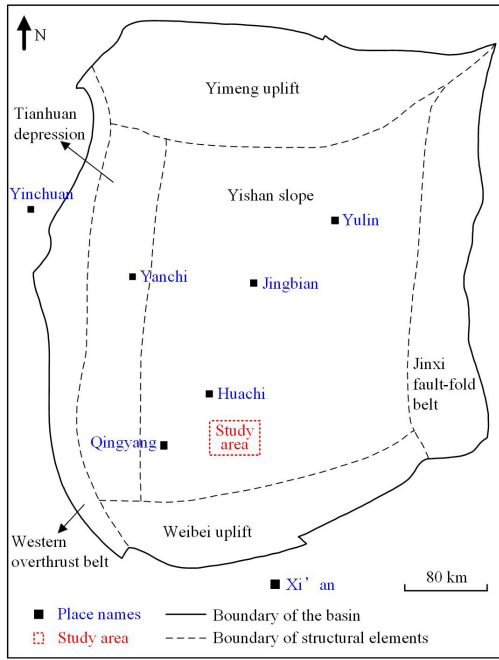 N
Yimeng uplift
Tianhuan
depression
Yinchuan
Yishan slope
Yulin
Yanchi
Jingbian
Jinxi
fault-fold
belt
Huachi
Study
area
Qingyang
Weibei uplift
Western
overthrust belt
Xi’an
80 km
Place names
Boundary of the basin
Study area
Boundary of structural elements